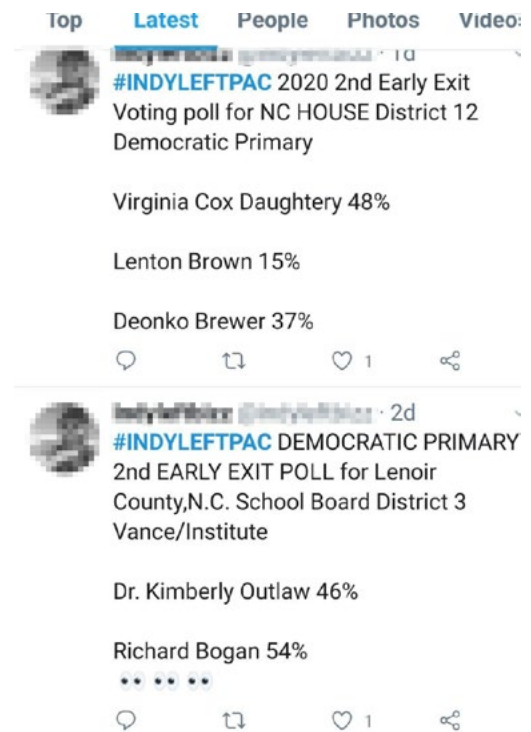 Top Latest People Photos Videos
1d
#INDYLEFTPAC 2020 2nd Early Exit
Voting poll for NC HOUSE District 12
Democratic Primary
Virginia Cox Daughtery 48%
Lenton Brown 15%
Deonko Brewer 37%
1
· 2d
#INDYLEFTPAC DEMOCRATIC PRIMARY
2nd EARLY EXIT POLL for Lenoir
County,N.C. School Board District 3
Vance/Institute
Dr. Kimberly Outlaw 46%
Richard Bogan 54%
👀 👀 👀
1